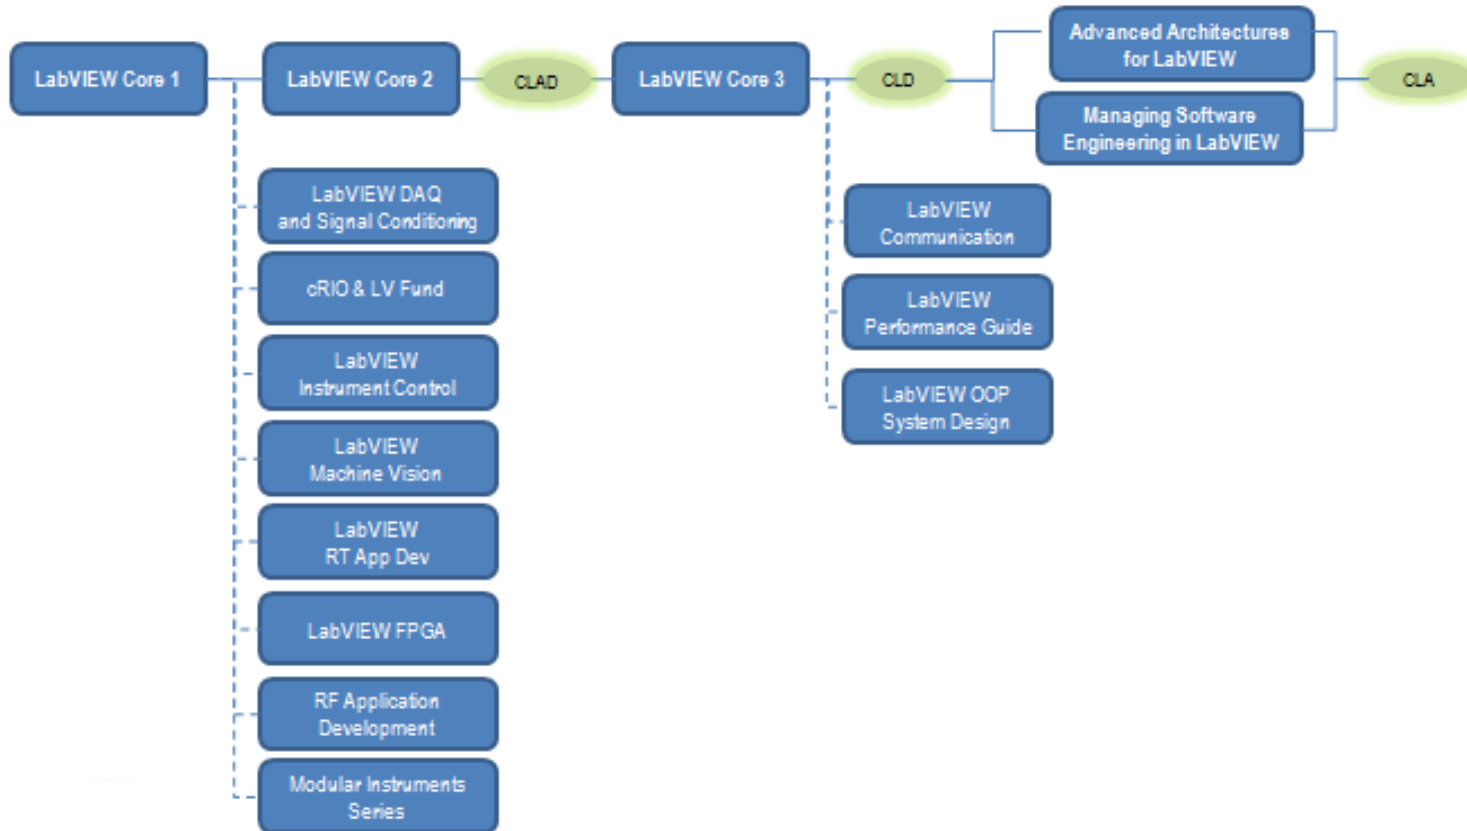 LabVIEW Core 1
LabVIEW Core 2
CLAD
LabVIEW Core 3
CLD
Advanced Architectures
for LabVIEW
Managing Software
Engineering in LabVIEW
CLA
LabVIEW DAQ
and Signal Conditioning
cRIO & LV Fund
LabVIEW
Instrument Control
LabVIEW
Machine Vision
LabVIEW
RT App Dev
LabVIEW FPGA
RF Application
Development
Modular Instruments
Series
LabVIEW
Communication
LabVIEW
Performance Guide
LabVIEW OOP
System Design